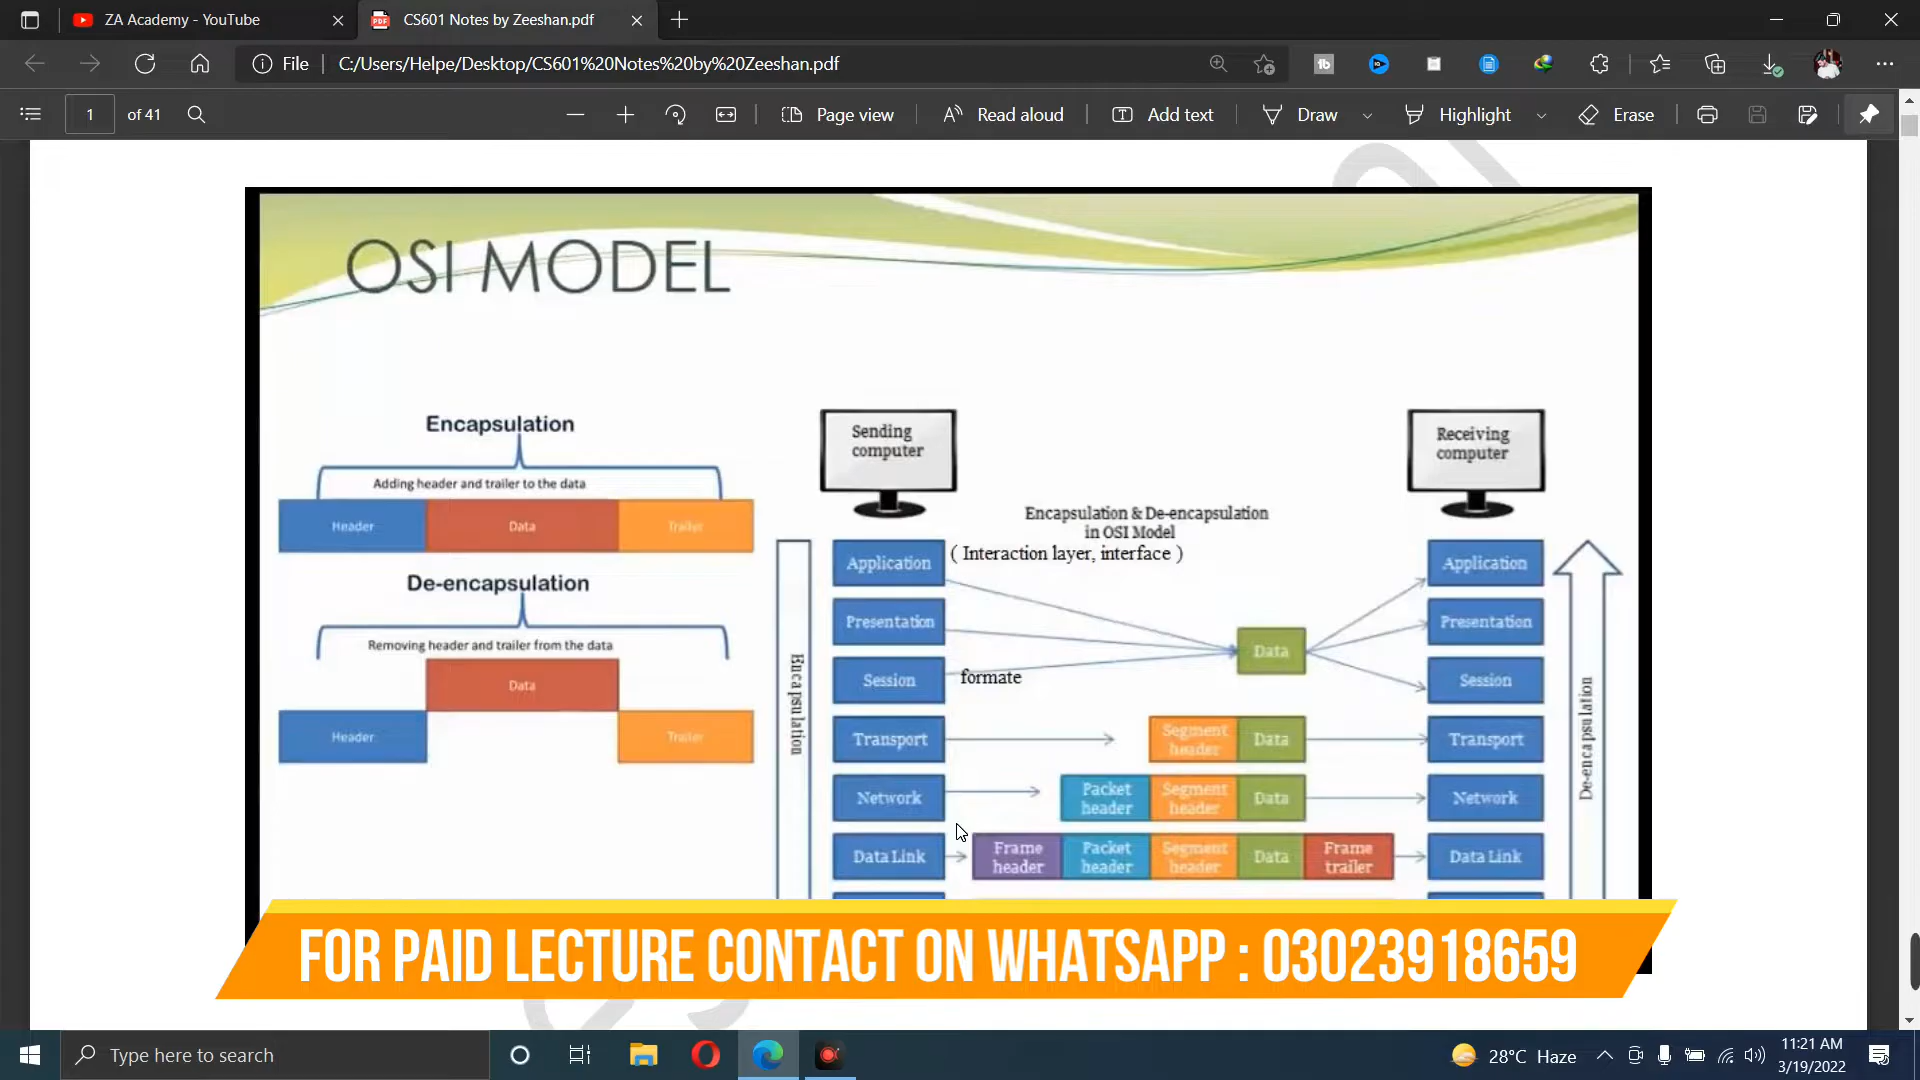 ZA Academy - YouTube
CS601 Notes by Zeeshan.pdf
File
C:/Users/Helpe/Desktop/CS601%20Notes%20by%20Zeeshan.pdf
1 of 41
Page view
Read aloud
Add text
Draw
Highlight
Erase
OSI MODEL
Encapsulation
Adding header and trailer to the data
Header Data Trailer
De-encapsulation
Removing header and trailer from the data
Data
Header Trailer
Sending
computer
Receiving
computer
Encapsulation & De-encapsulation
in OSI Model
( Interaction layer, interface )
Encapsulation
Application
Presentation
Session
formate
Transport
Network
Data Link
Data
Segment
header
Data
Packet
header
Segment
header
Data
Frame
header
Packet
header
Segment
header
Data
Frame
trailer
Application
Presentation
Session
Transport
Network
Data Link
De-encapsulation
FOR PAID LECTURE CONTACT ON WHATSAPP : 03023918659
Type here to search
28°C Haze
11:21 AM
3/19/2022